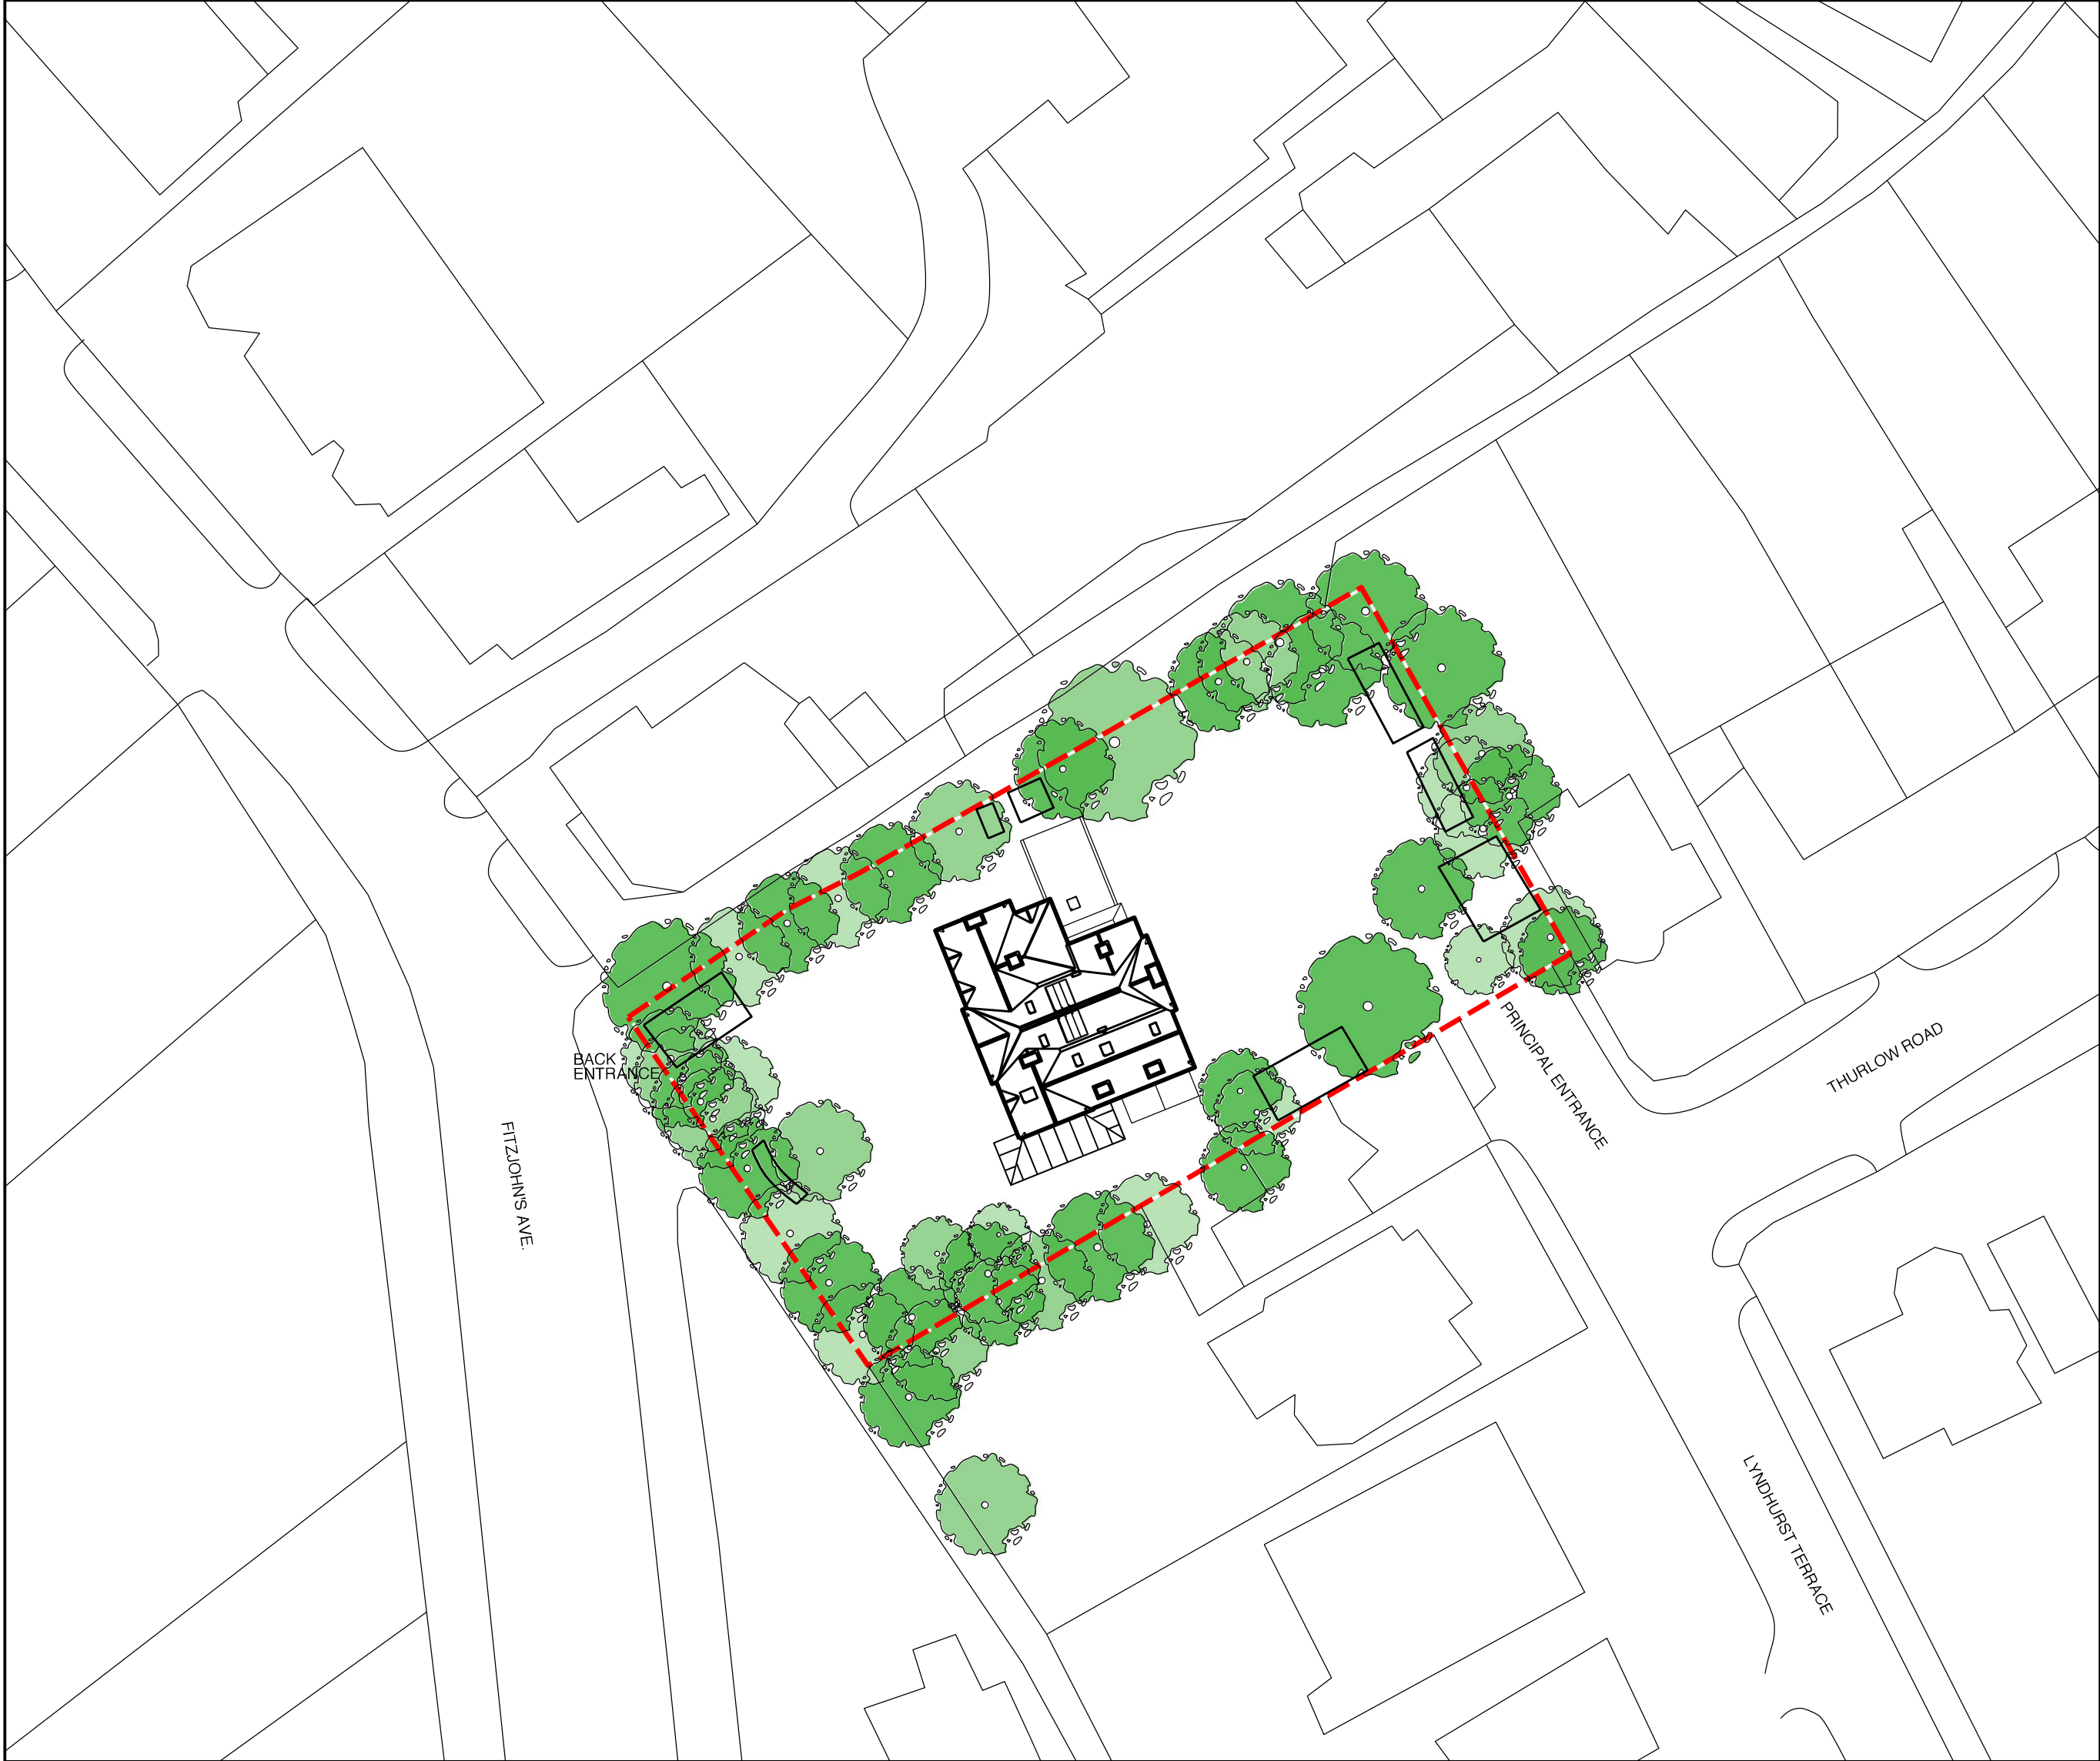 BACK
ENTRANCE
FITZJOHN'S AVE.
PRINCIPAL ENTRANCE
THURLOW ROAD
LYNDHURST TERRACE